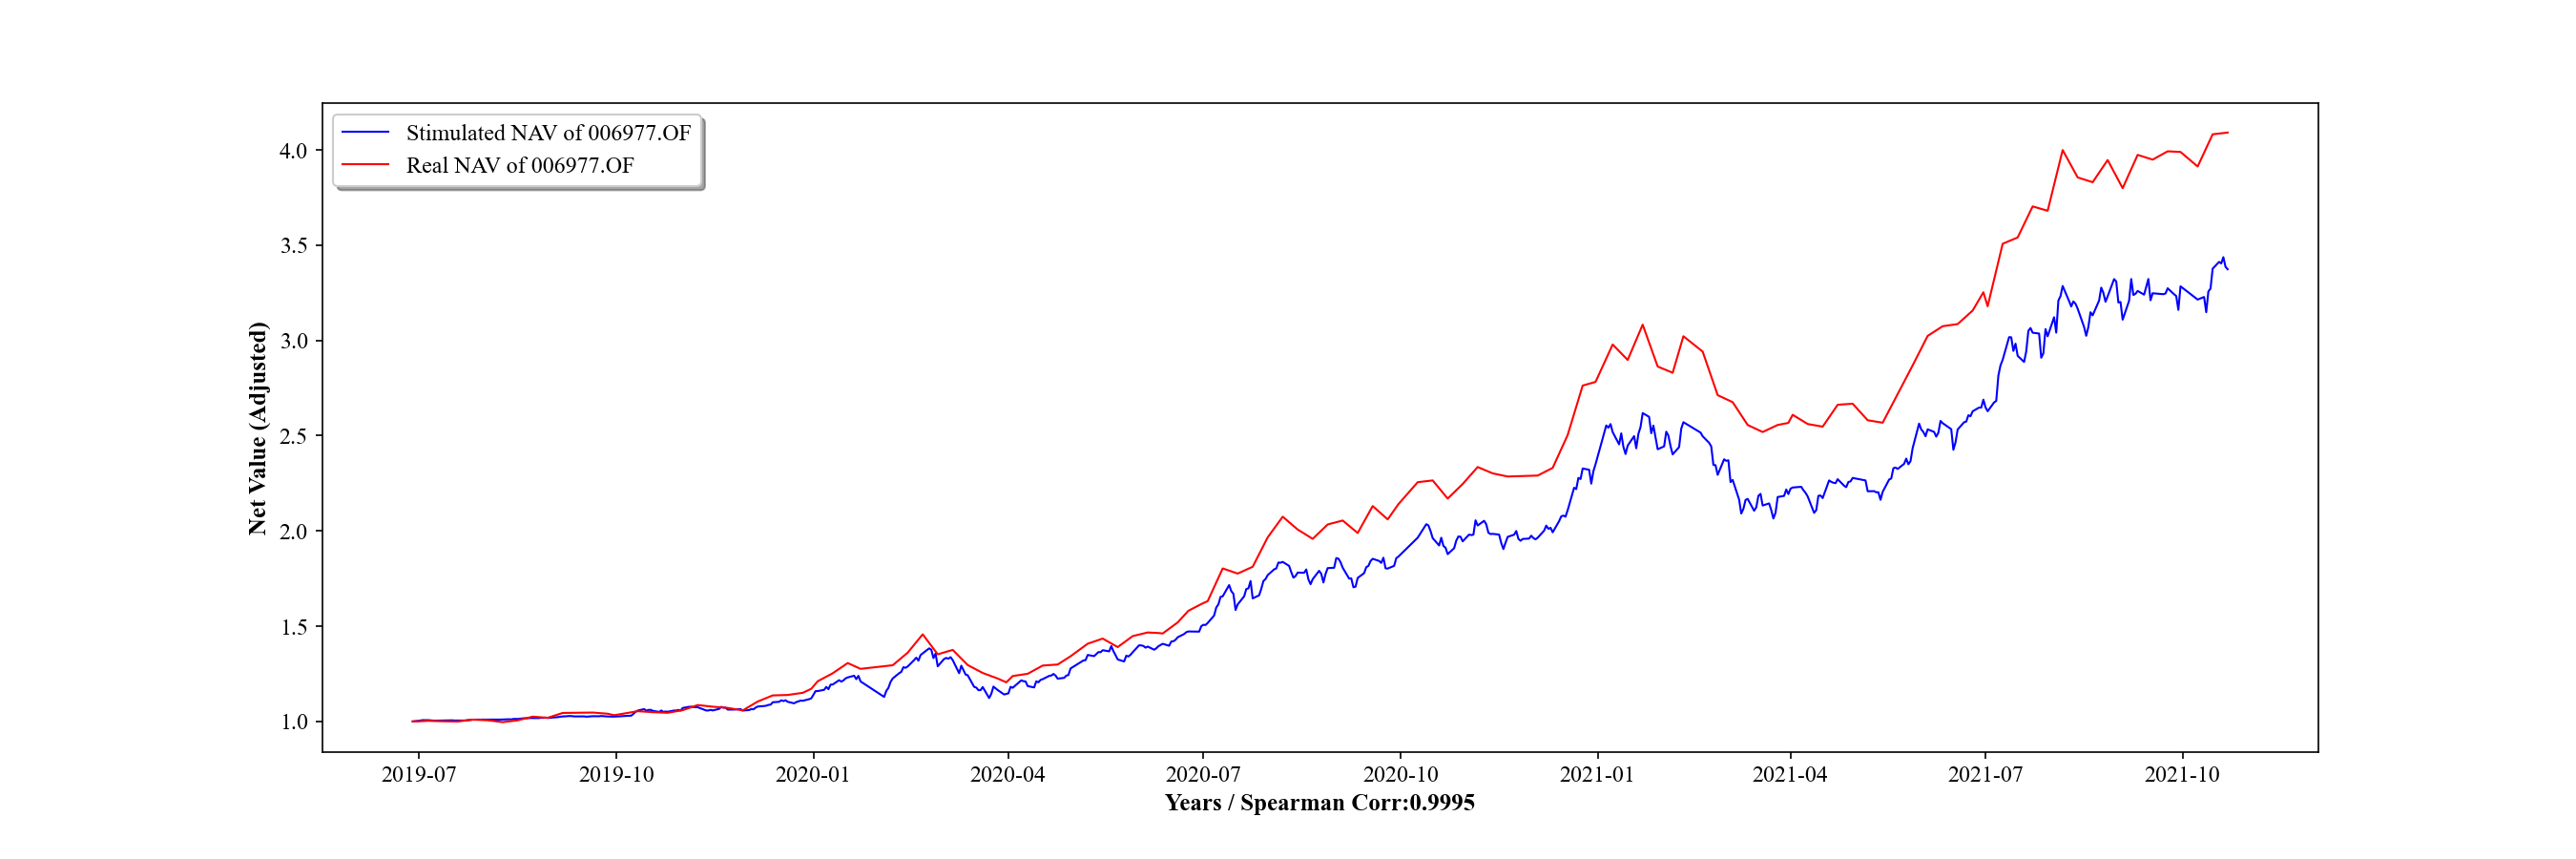 Stimulated NAV of 006977.OF
Real NAV of 006977.OF
Net Value (Adjusted)
4.0
3.5
3.0
2.5
2.0
1.5
1.0
2019-07 2019-10 2020-01 2020-04 2020-07 2020-10 2021-01 2021-04 2021-07 2021-10
Years / Spearman Corr:0.9995